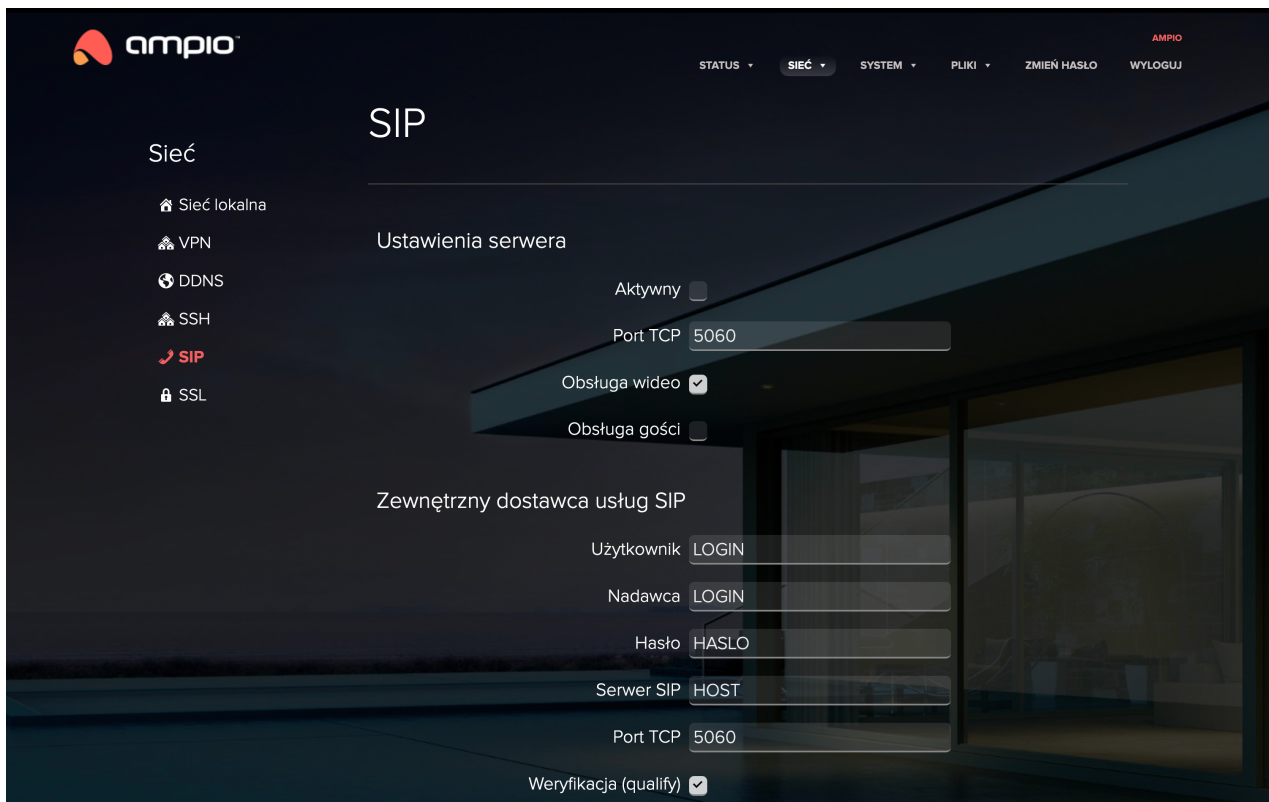 ampio™
AMPIO
STATUS ▾ SIEĆ ▾ SYSTEM ▾ PLIKI ▾ ZMIEŃ HASŁO WYLOGUJ
SIP
Sieć
Sieć lokalna
VPN
DDNS
SSH
SIP
SSL
Ustawienia serwera
Aktywny
Port TCP 5060
Obsługa wideo
Obsługa gości
Zewnętrzny dostawca usług SIP
Użytkownik LOGIN
Nadawca LOGIN
Hasło HASLO
Serwer SIP HOST
Port TCP 5060
Weryfikacja (qualify)